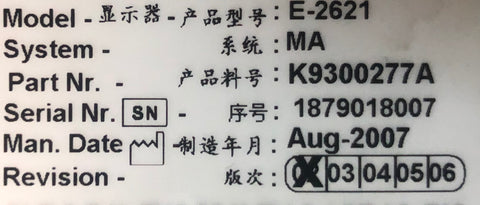 Model - 显示器 - 产品型号 : E-2621
System - 系统 : MA
Part Nr. - 产品料号 : K9300277A
Serial Nr. SN - 序号 : 1879018007
Man. Date - 制造年月 : Aug-2007
Revision - 版次 : 03 04 05 06